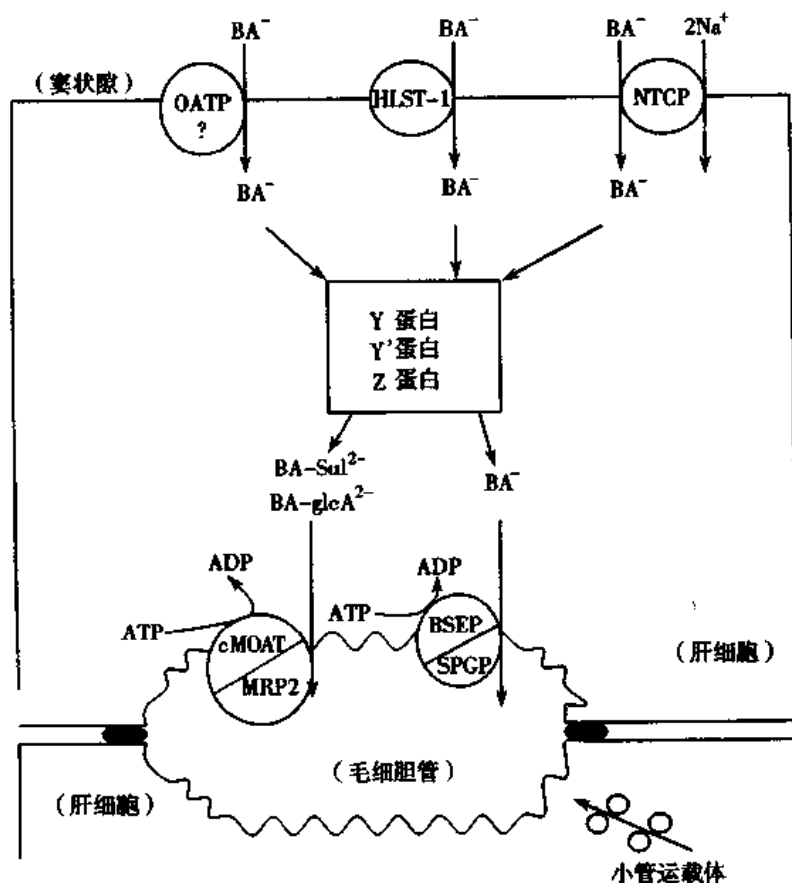 BA⁻ BA⁻ BA⁻ 2Na⁺
(窦状隙)
OATP
?
HLST-1
NTCP
BA⁻ BA⁻ BA⁻
Y 蛋白
Y'蛋白
Z 蛋白
BA-Sul²⁻
BA-glcA²⁻
BA⁻
ADP
ATP
cMOAT
MRP2
ADP
ATP
BSEP
SPGP
(肝细胞)
(毛细胆管)
(肝细胞)
小管运载体